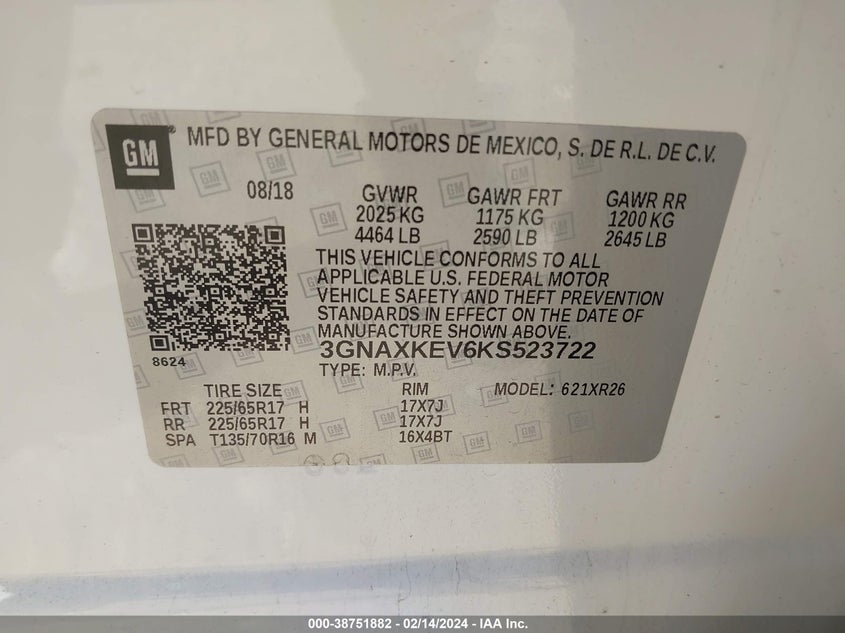 GM
MFD BY GENERAL MOTORS DE MEXICO, S. DE R.L. DE C.V.
08/18 GVWR GAWR FRT GAWR RR
2025 KG 1175 KG 1200 KG
4464 LB 2590 LB 2645 LB
THIS VEHICLE CONFORMS TO ALL
APPLICABLE U.S. FEDERAL MOTOR
VEHICLE SAFETY AND THEFT PREVENTION
STANDARDS IN EFFECT ON THE DATE OF
MANUFACTURE SHOWN ABOVE.
8624
3GNAXKEV6KS523722
TYPE: M.P.V.
TIRE SIZE RIM MODEL: 621XR26
FRT 225/65R17 H 17X7J
RR 225/65R17 H 17X7J
SPA T135/70R16 M 16X4BT
000-38751882 - 02/14/2024 - IAA Inc.